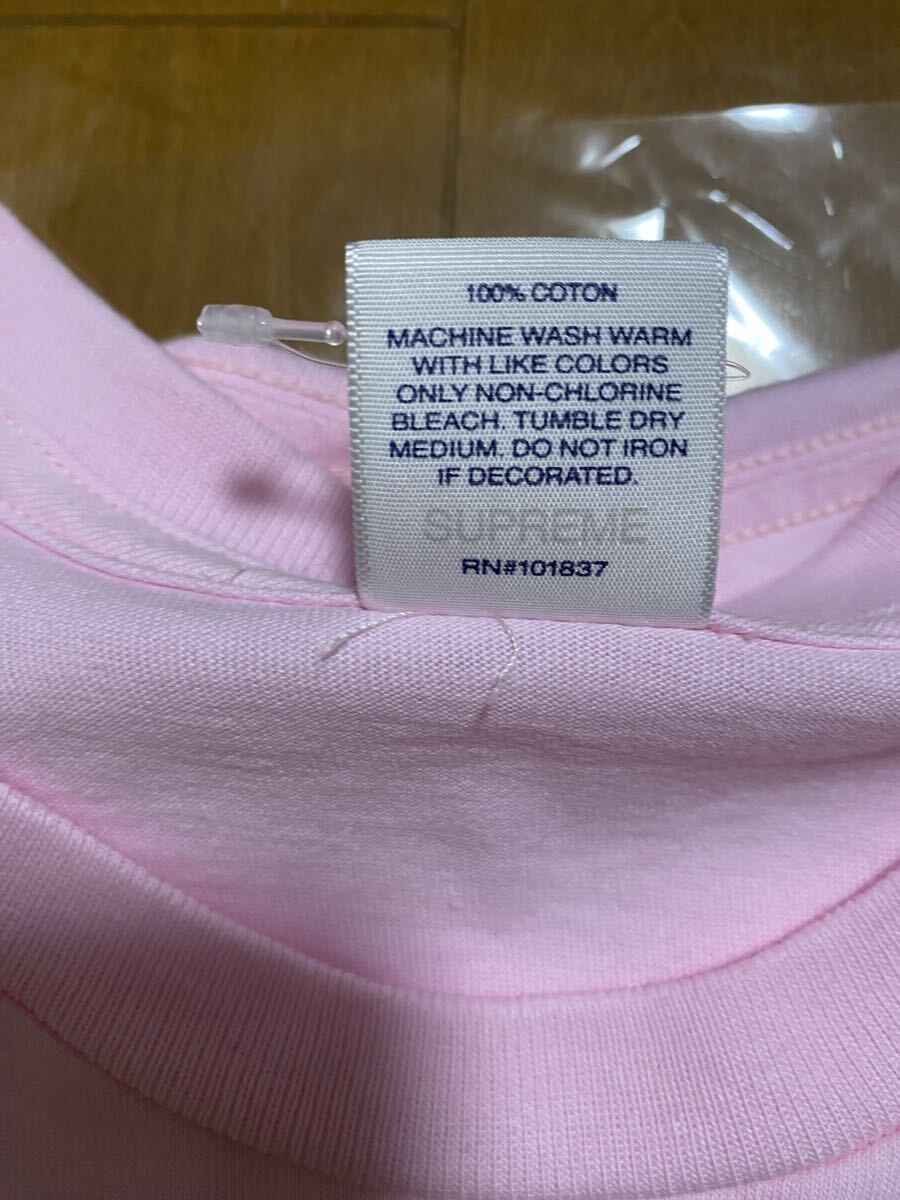 100% COTON
MACHINE WASH WARM
WITH LIKE COLORS
ONLY NON-CHLORINE
BLEACH. TUMBLE DRY
MEDIUM. DO NOT IRON
IF DECORATED.
SUPREME
RN#101837